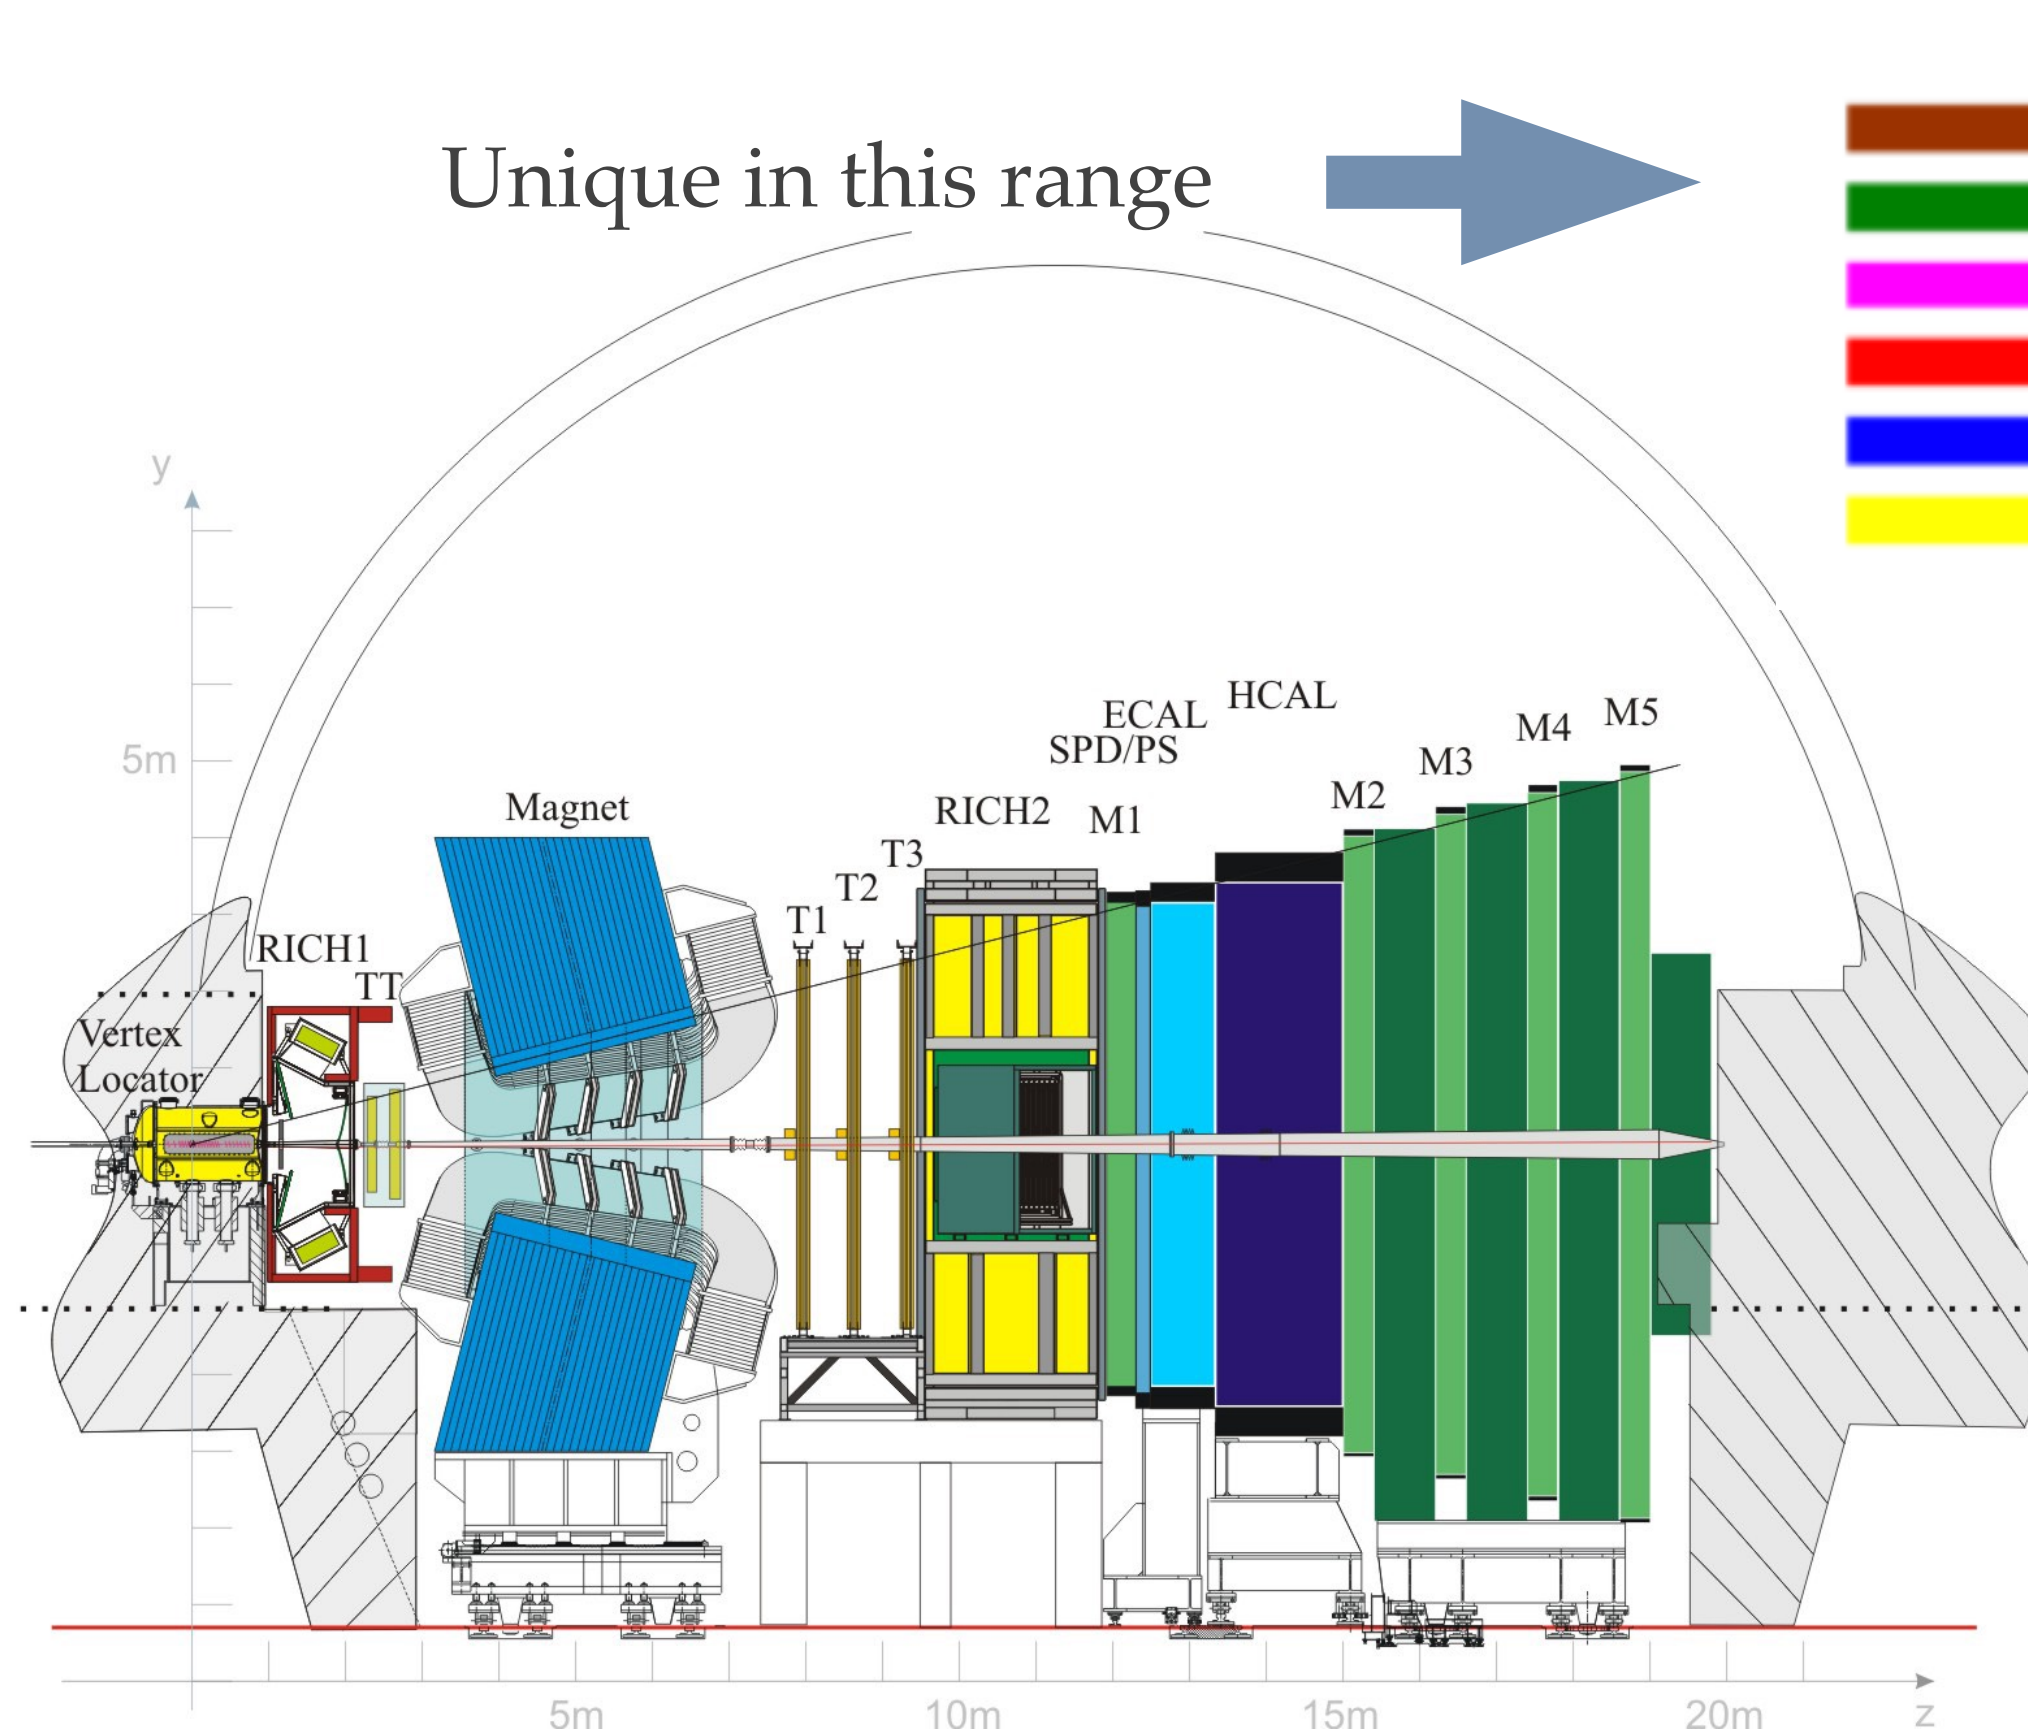 Unique in this range
y
HCAL
ECAL
SPD/PS
M5
M4
M3
M2
5m
Magnet
RICH2
M1
T3
T2
T1
RICH1
TT
Vertex
Locator
5m
10m
15m
20m
z